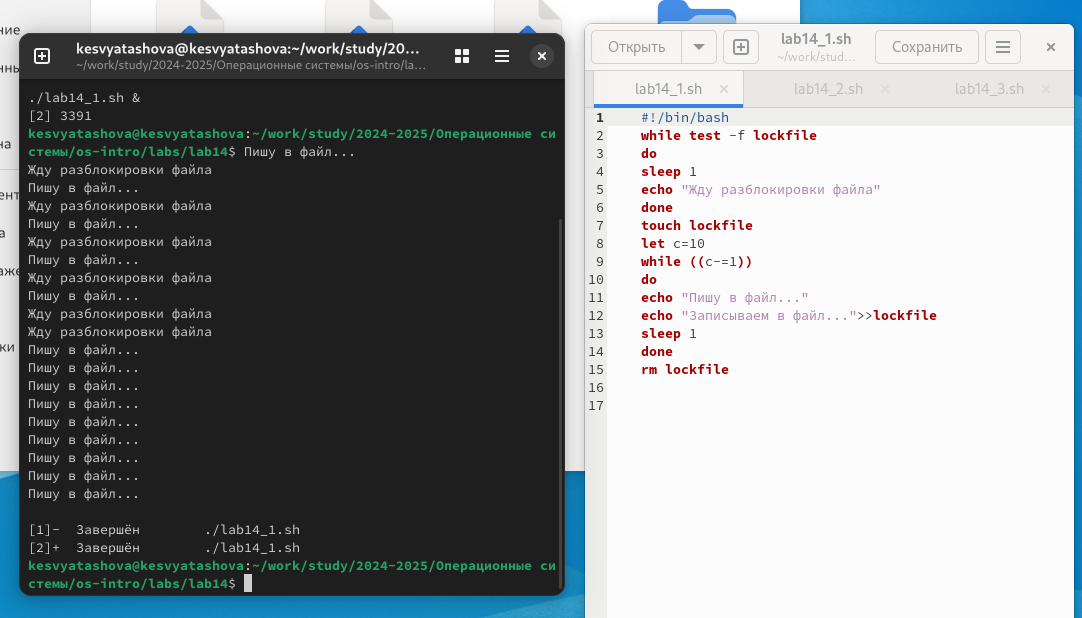 ние
нны
на
ент
а
аже
ки
kesvyatashova@kesvyatashova:~/work/study/20...
~/work/study/2024-2025/Операционные системы/os-intro/la...
./lab14_1.sh &
[2] 3391
kesvyatashova@kesvyatashova:~/work/study/2024-2025/Операционные си
стемы/os-intro/labs/lab14$ Пишу в файл...
Жду разблокировки файла
Пишу в файл...
Жду разблокировки файла
Пишу в файл...
Жду разблокировки файла
Пишу в файл...
Жду разблокировки файла
Пишу в файл...
Жду разблокировки файла
Жду разблокировки файла
Пишу в файл...
Пишу в файл...
Пишу в файл...
Пишу в файл...
Пишу в файл...
Пишу в файл...
Пишу в файл...
Пишу в файл...
Пишу в файл...
[1]-  Завершён        ./lab14_1.sh
[2]+  Завершён        ./lab14_1.sh
kesvyatashova@kesvyatashova:~/work/study/2024-2025/Операционные си
стемы/os-intro/labs/lab14$
Открыть
lab14_1.sh
~/work/stud...
Сохранить
lab14_1.sh
lab14_2.sh
lab14_3.sh
1 #!/bin/bash
2 while test -f lockfile
3 do
4 sleep 1
5 echo "Жду разблокировки файла"
6 done
7 touch lockfile
8 let c=10
9 while ((c-=1))
10 do
11 echo "Пишу в файл..."
12 echo "Записываем в файл...">>lockfile
13 sleep 1
14 done
15 rm lockfile
16
17